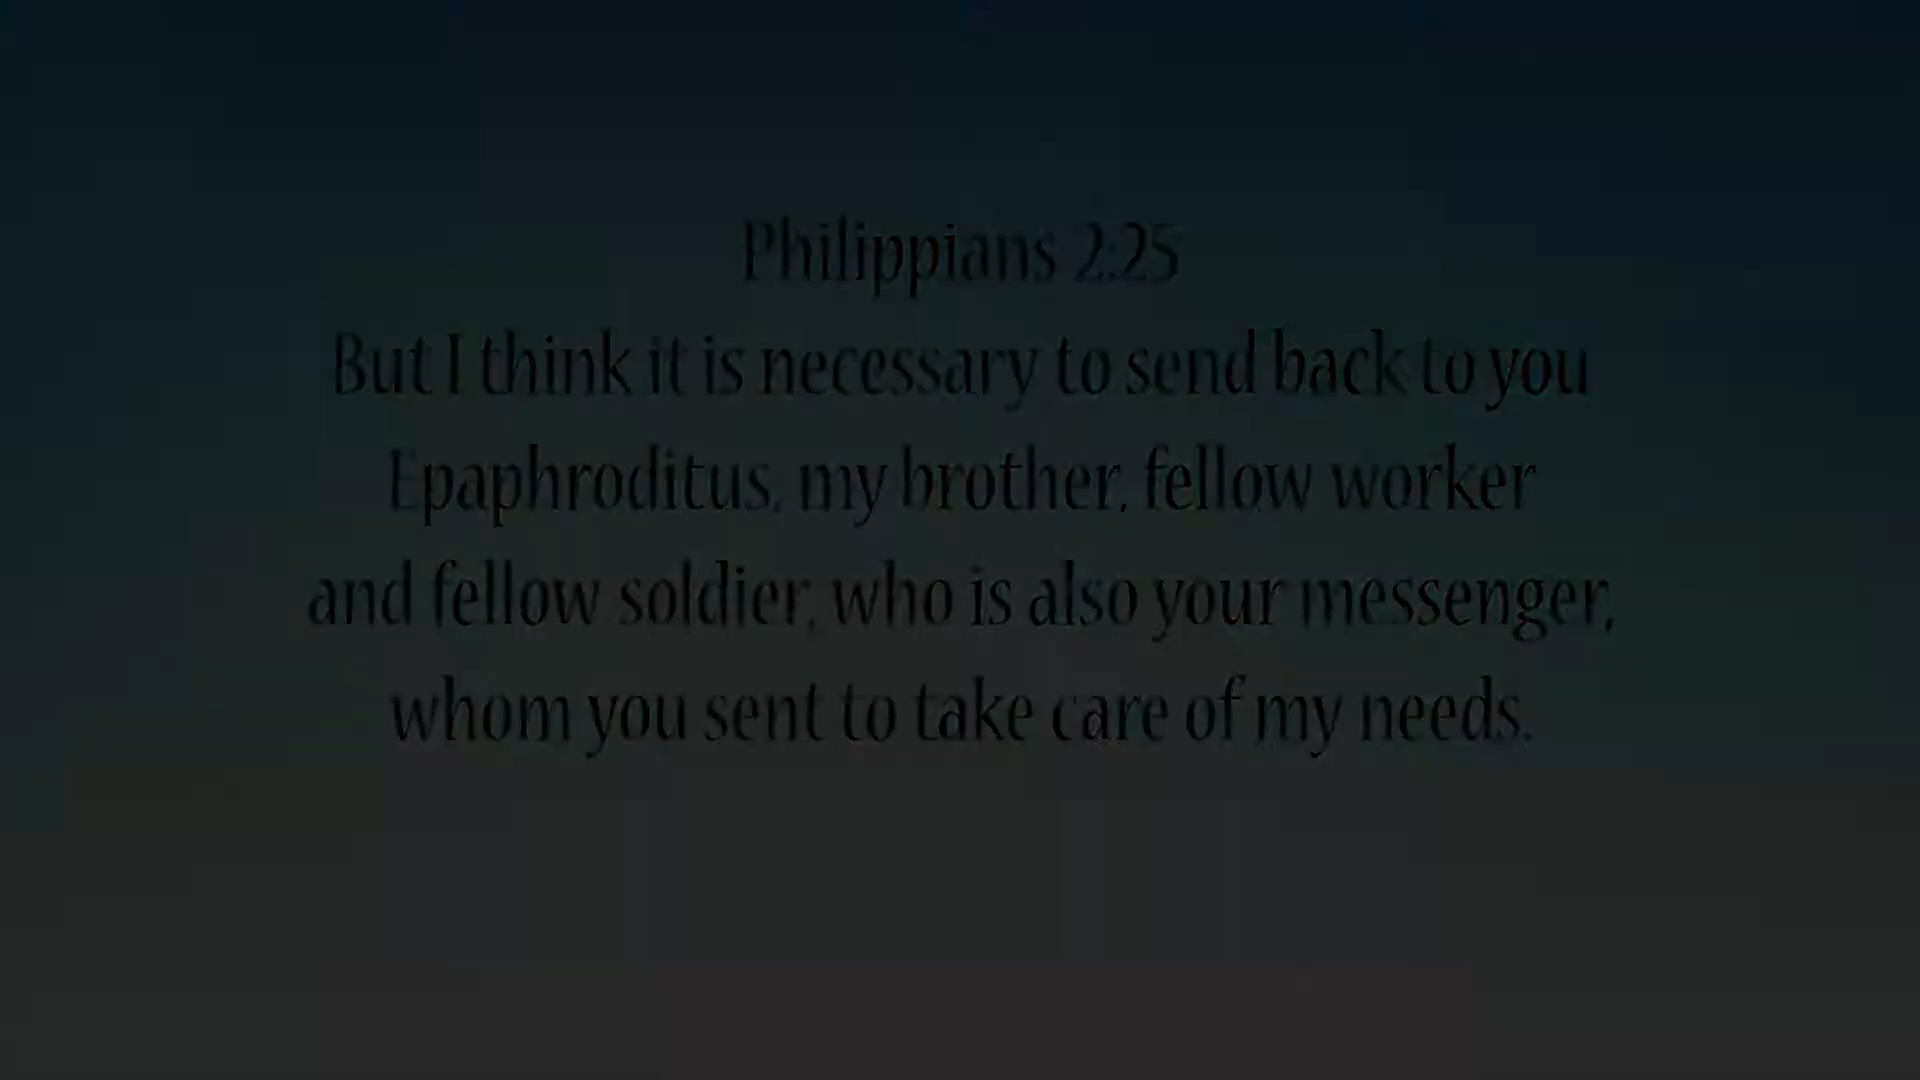 Philippians 2:25
But I think it is necessary to send back to you
Epaphroditus, my brother, fellow worker
and fellow soldier, who is also your messenger,
whom you sent to take care of my needs.